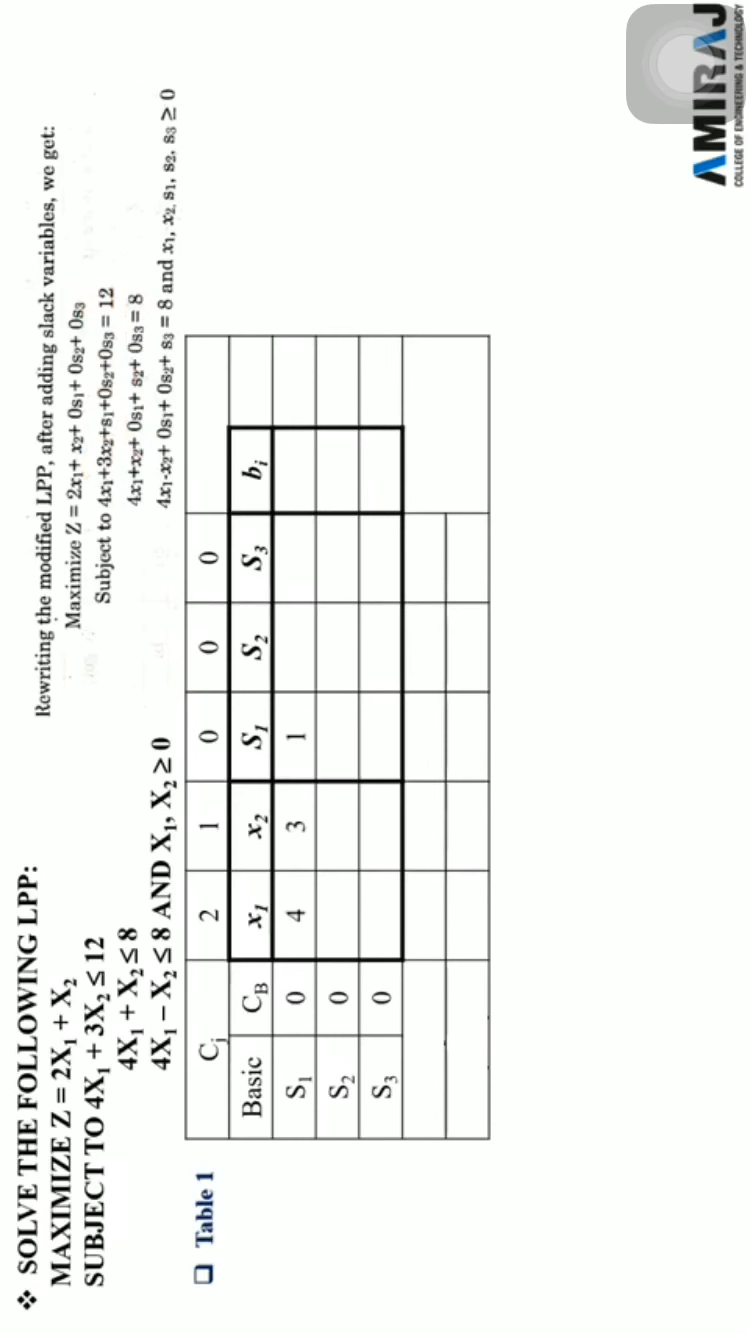 ❖ SOLVE THE FOLLOWING LPP:
MAXIMIZE Z = 2X₁ + X₂
SUBJECT TO 4X₁ + 3X₂ ≤ 12
4X₁ + X₂ ≤ 8
4X₁ – X₂ ≤ 8 AND X₁, X₂ ≥ 0
Rewriting the modified LPP, after adding slack variables, we get:
Maximize Z = 2x₁+ x₂+ 0s₁+ 0s₂+ 0s₃
Subject to 4x₁+3x₂+s₁+0s₂+0s₃ = 12
4x₁+x₂+ 0s₁+ s₂+ 0s₃ = 8
4x₁-x₂+ 0s₁+ 0s₂+ s₃ = 8 and x₁, x₂, s₁, s₂, s₃ ≥ 0
❑ Table 1
Cⱼ 2 1 0 0 0
Basic C_B x₁ x₂ S₁ S₂ S₃ bᵢ
S₁ 0 4 3 1
S₂ 0
S₃ 0
AMIRAJ
COLLEGE OF ENGINEERING & TECHNOLOGY